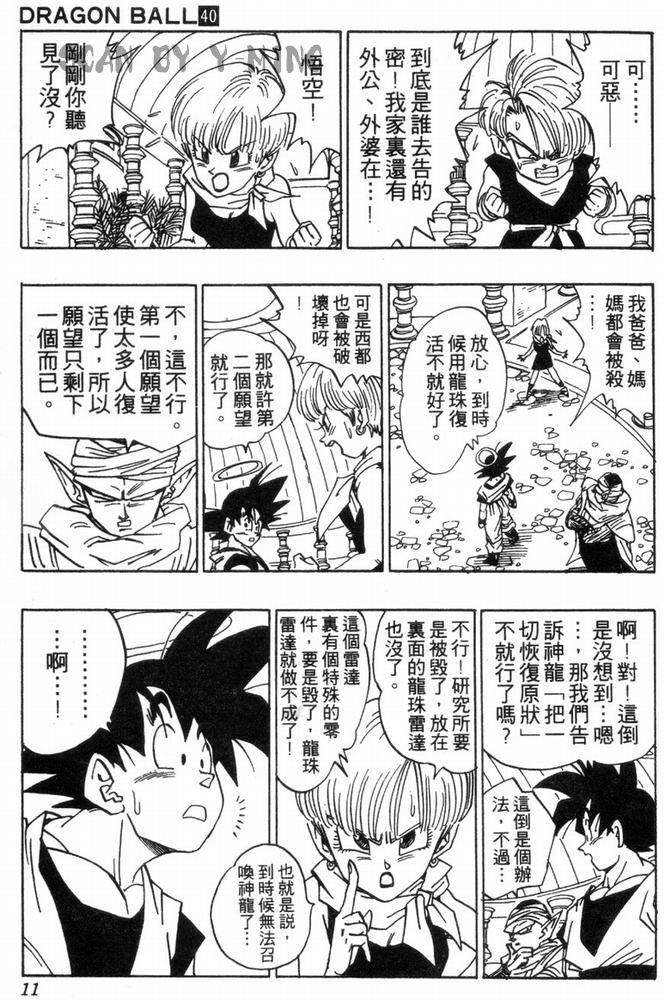 DRAGON BALL 40
SCAN BY Y MING
可……
可惡—
到底是誰去告的
密！我家裏還有
外公、外婆在…！
悟空！
剛剛你聽
見了沒？
我爸爸、媽
媽都會被殺
…！
放心，到時
候用龍珠復
活不就好了。
可是西都
也會被破
壞掉呀
！
那就許第
二個願望
就行了。
不，這不行。
第一個願望
使太多人復
活了，所以
願望只剩下
一個而已。
啊！對！這倒
是沒想到…嗯
…，那我們告
訴神龍「把一
切恢復原狀」
不就行了嗎？
這倒是個辦
法，不過…
不行！研究所要
是被毀了，放在
裏面的龍珠雷達
也沒了。
這個雷達
裏有個特殊的零
件，要是毀了，龍珠
雷達就做不成了！
也就是說，
到時候無法召
喚神龍了…
………
…啊…！
11